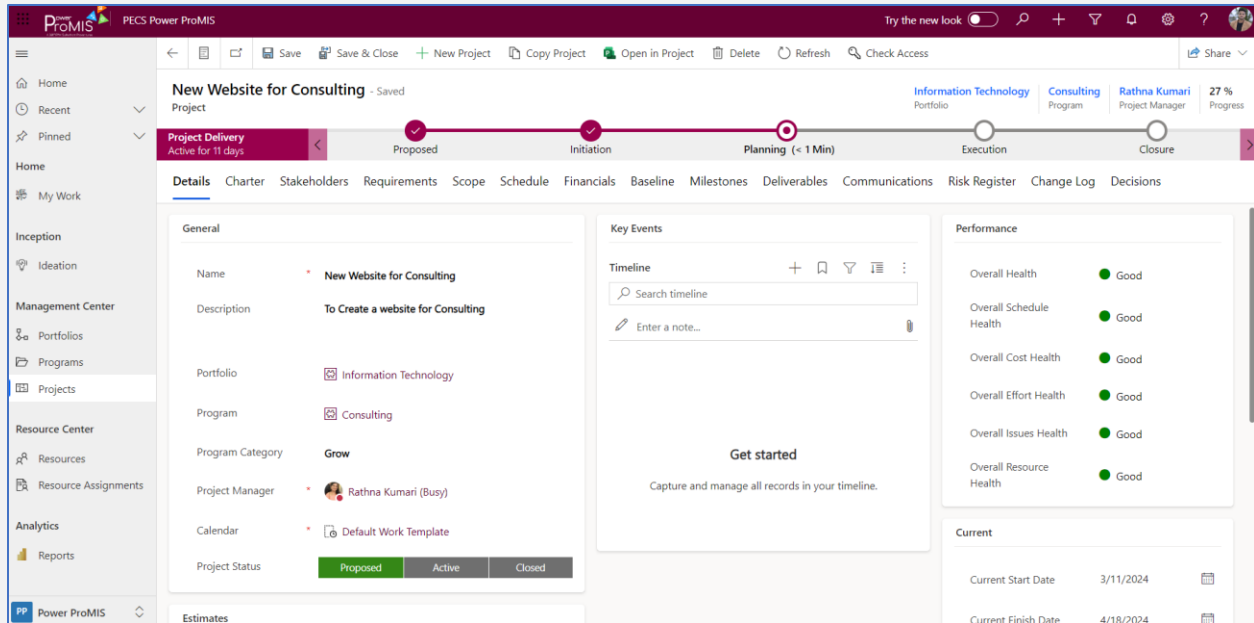 Power ProMIS
PECS Power ProMIS
Try the new look
?
Save
Save & Close
New Project
Copy Project
Open in Project
Delete
Refresh
Check Access
Share
Home
Recent
Pinned
Home
My Work
Inception
Ideation
Management Center
Portfolios
Programs
Projects
Resource Center
Resources
Resource Assignments
Analytics
Reports
PP Power ProMIS
New Website for Consulting - Saved
Project
Information Technology
Portfolio
Consulting
Program
Rathna Kumari
Project Manager
27 %
Progress
Project Delivery
Active for 11 days
Proposed
Initiation
Planning (< 1 Min)
Execution
Closure
Details Charter Stakeholders Requirements Scope Schedule Financials Baseline Milestones Deliverables Communications Risk Register Change Log Decisions
General
Name * New Website for Consulting
Description To Create a website for Consulting
Portfolio Information Technology
Program Consulting
Program Category Grow
Project Manager * Rathna Kumari (Busy)
Calendar * Default Work Template
Project Status Proposed Active Closed
Estimates
Key Events
Timeline
Search timeline
Enter a note...
Get started
Capture and manage all records in your timeline.
Performance
Overall Health Good
Overall Schedule
Health Good
Overall Cost Health Good
Overall Effort Health Good
Overall Issues Health Good
Overall Resource
Health Good
Current
Current Start Date 3/11/2024
Current Finish Date 4/18/2024